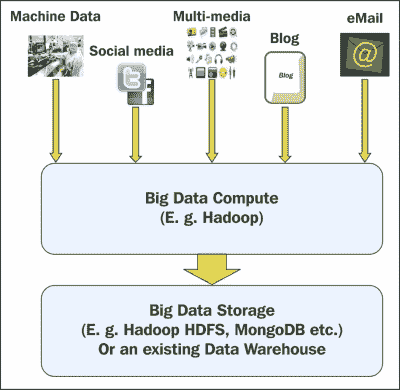 Machine Data
Social media
Multi-media
Blog
eMail
Blog
@
Big Data Compute
(E. g. Hadoop)
Big Data Storage
(E. g. Hadoop HDFS, MongoDB etc.)
Or an existing Data Warehouse